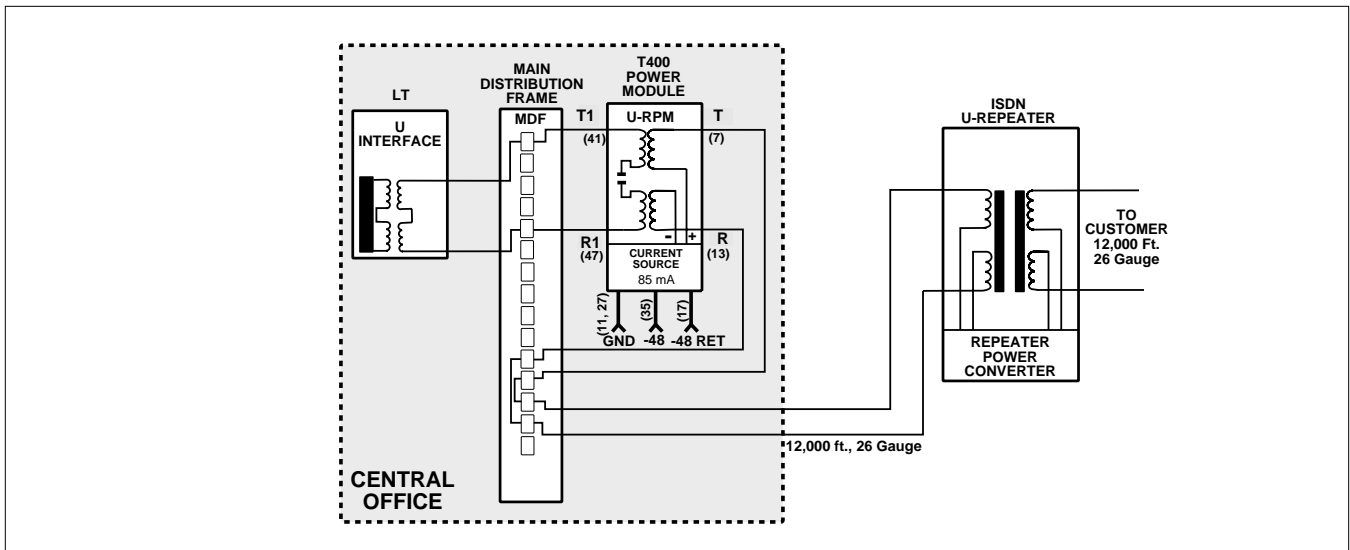 LT
U
INTERFACE
MAIN
DISTRIBUTION
FRAME
MDF
T400
POWER
MODULE
U-RPM
T1
(41)
T
(7)
R1
(47)
R
(13)
- +
CURRENT
SOURCE
85 mA
(11, 27)
(35)
(17)
GND
-48
-48 RET
ISDN
U-REPEATER
TO
CUSTOMER
12,000 Ft.
26 Gauge
REPEATER
POWER
CONVERTER
12,000 ft., 26 Gauge
CENTRAL
OFFICE